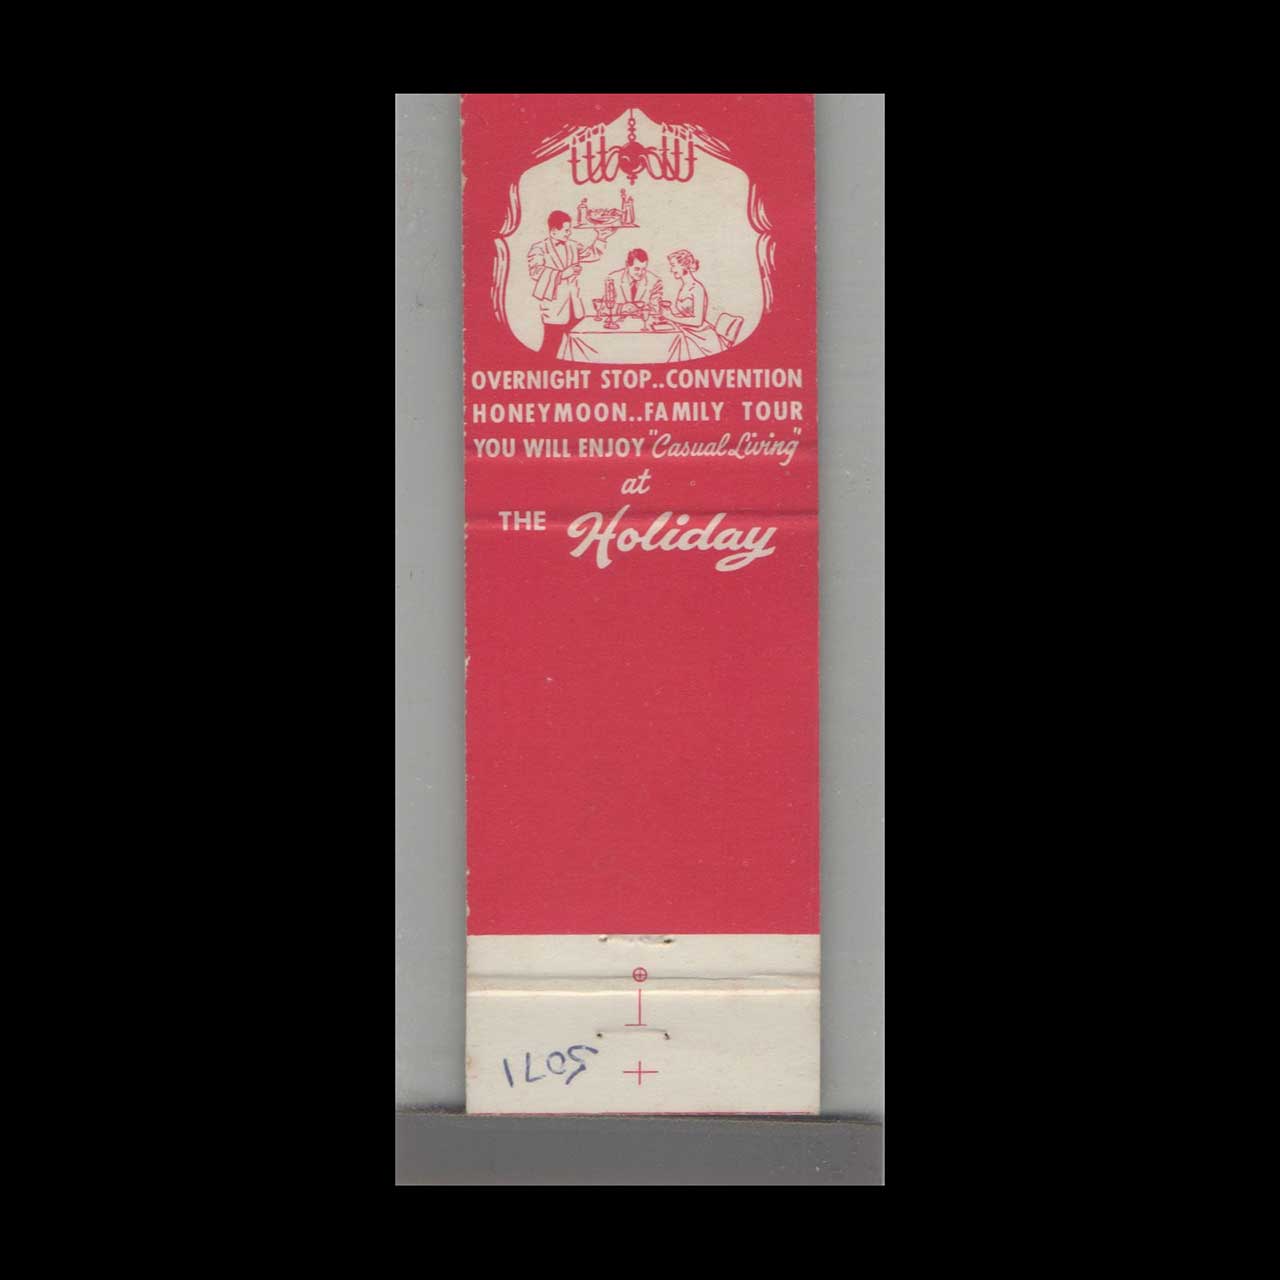 OVERNIGHT STOP..CONVENTION
HONEYMOON..FAMILY TOUR
YOU WILL ENJOY "Casual Living"
at
THE Holiday
5071